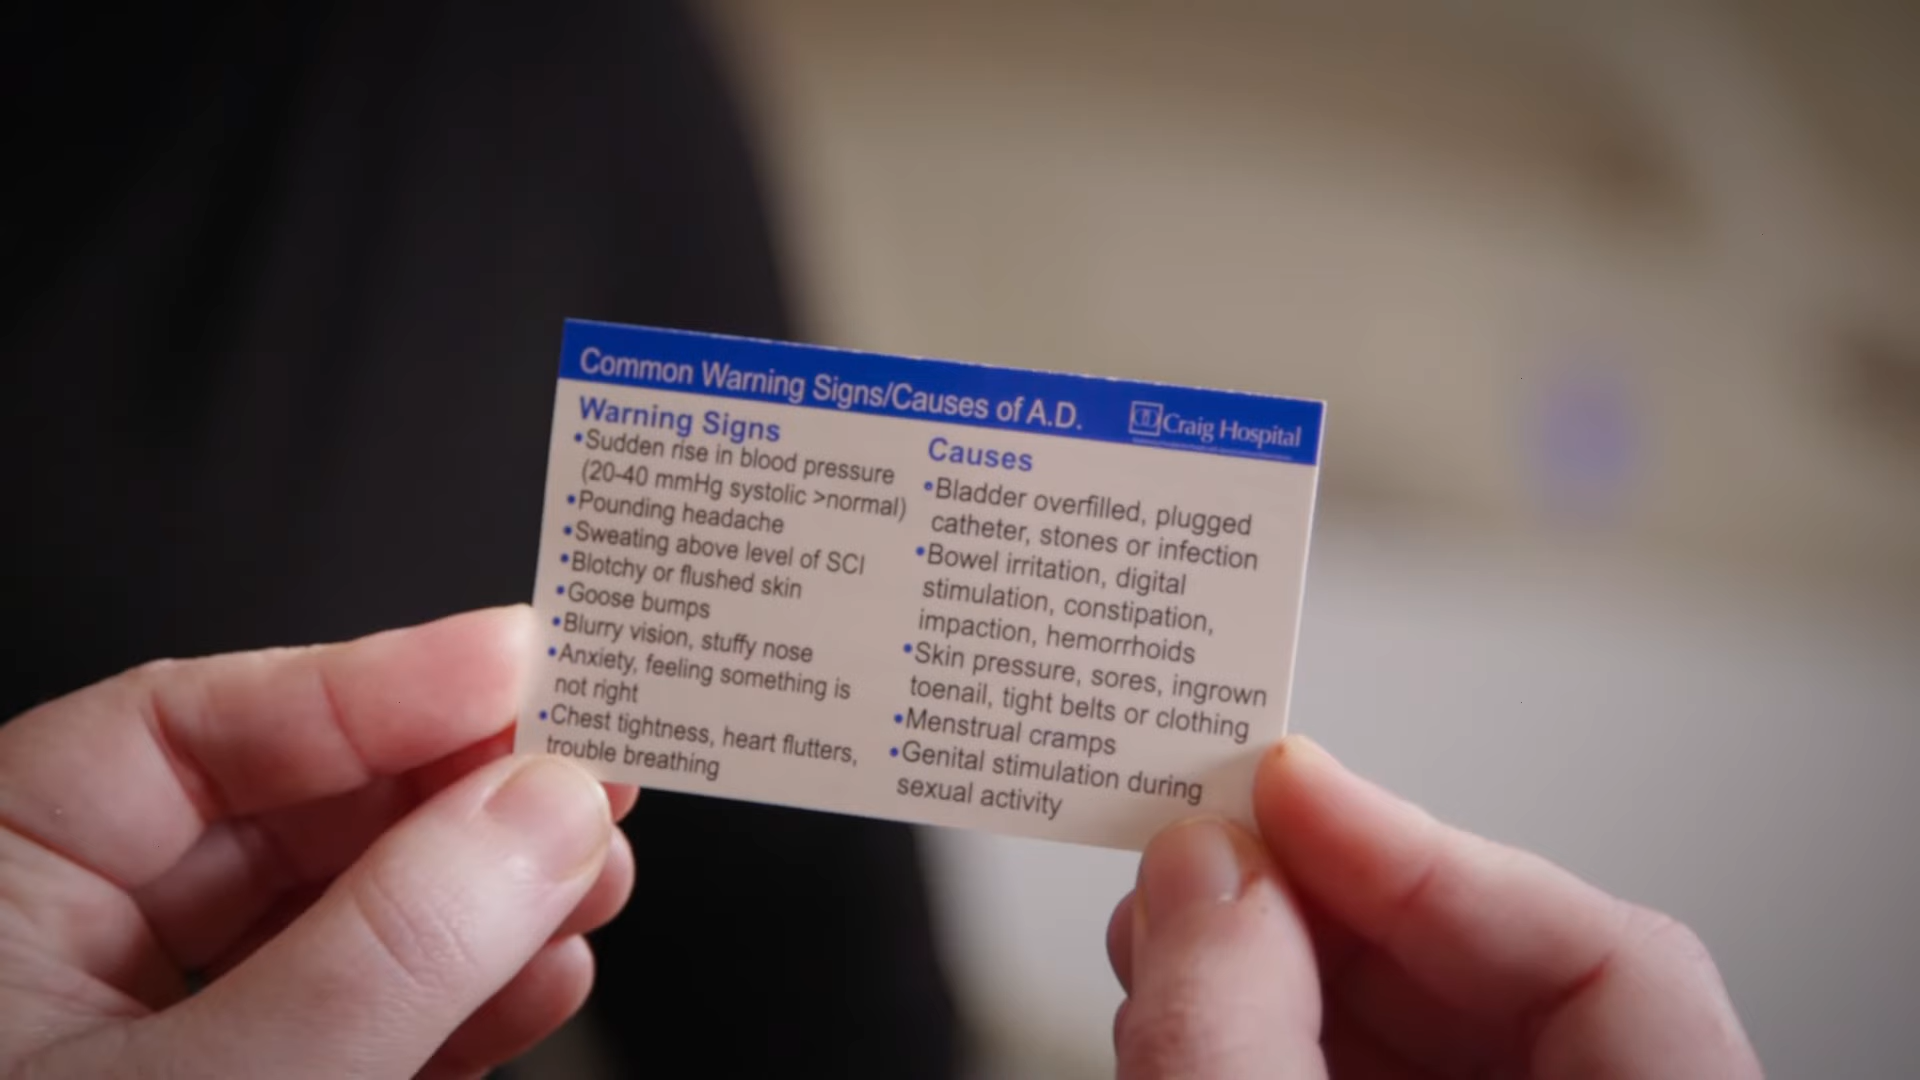 Common Warning Signs/Causes of A.D.
Craig Hospital
Warning Signs
•Sudden rise in blood pressure
(20-40 mmHg systolic >normal)
•Pounding headache
•Sweating above level of SCI
•Blotchy or flushed skin
•Goose bumps
•Blurry vision, stuffy nose
•Anxiety, feeling something is
not right
•Chest tightness, heart flutters,
trouble breathing
Causes
•Bladder overfilled, plugged
catheter, stones or infection
•Bowel irritation, digital
stimulation, constipation,
impaction, hemorrhoids
•Skin pressure, sores, ingrown
toenail, tight belts or clothing
•Menstrual cramps
•Genital stimulation during
sexual activity